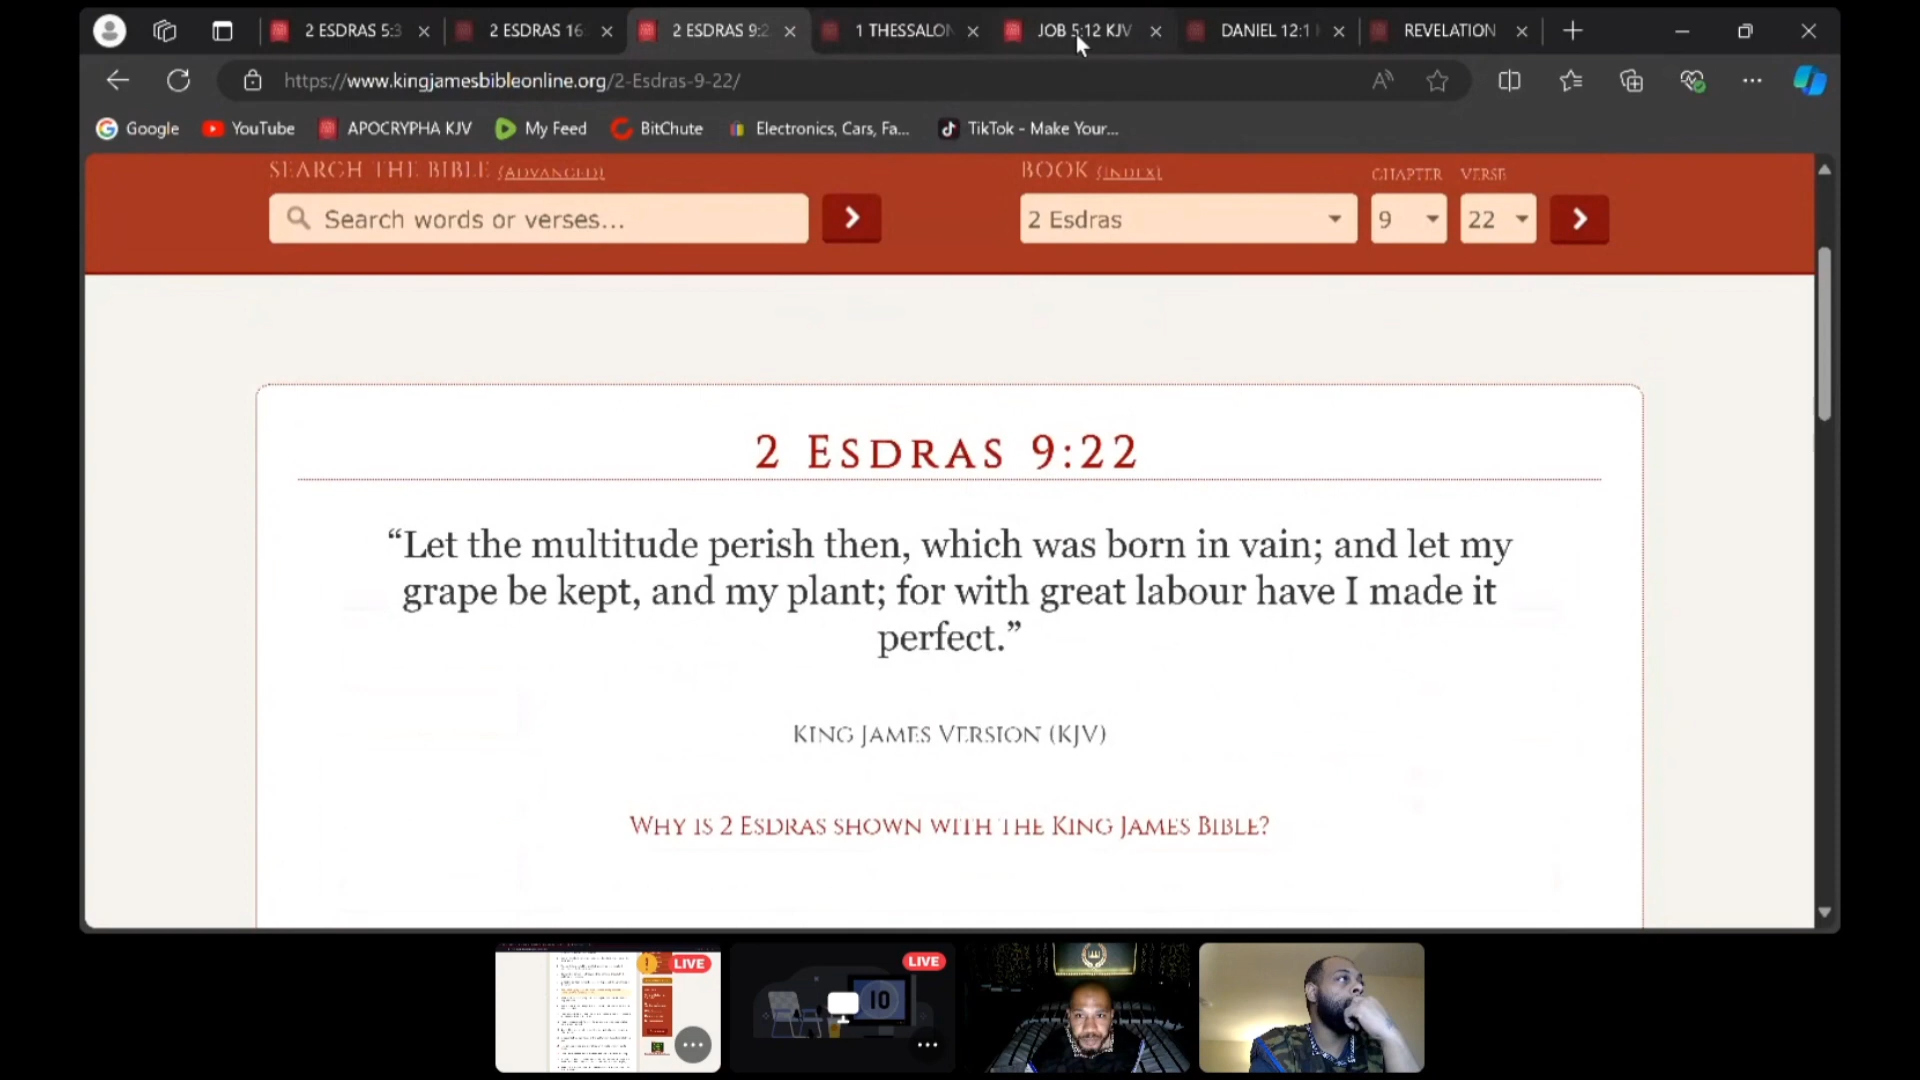 2 ESDRAS 5:3
2 ESDRAS 16
2 ESDRAS 9:2
1 THESSALON
JOB 5:12 KJV
DANIEL 12:1
REVELATION
https://www.kingjamesbibleonline.org/2-Esdras-9-22/
Google
YouTube
APOCRYPHA KJV
My Feed
BitChute
Electronics, Cars, Fa...
TikTok - Make Your...
SEARCH THE BIBLE (ADVANCED)
BOOK (INDEX)
CHAPTER
VERSE
Search words or verses...
2 Esdras
9
22
2 ESDRAS 9:22
“Let the multitude perish then, which was born in vain; and let my
grape be kept, and my plant; for with great labour have I made it
perfect.”
KING JAMES VERSION (KJV)
WHY IS 2 ESDRAS SHOWN WITH THE KING JAMES BIBLE?
LIVE
LIVE
10